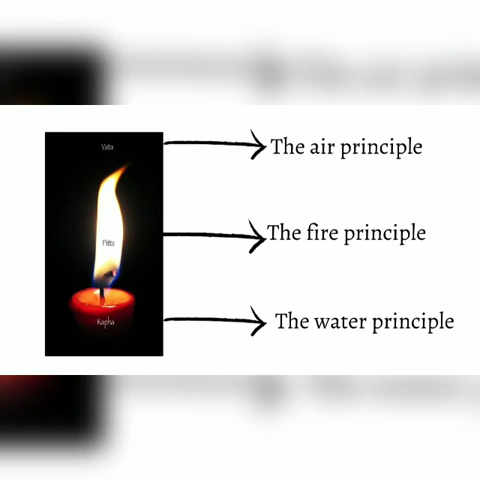 Vata
The air principle
Pitta
The fire principle
Kapha
The water principle